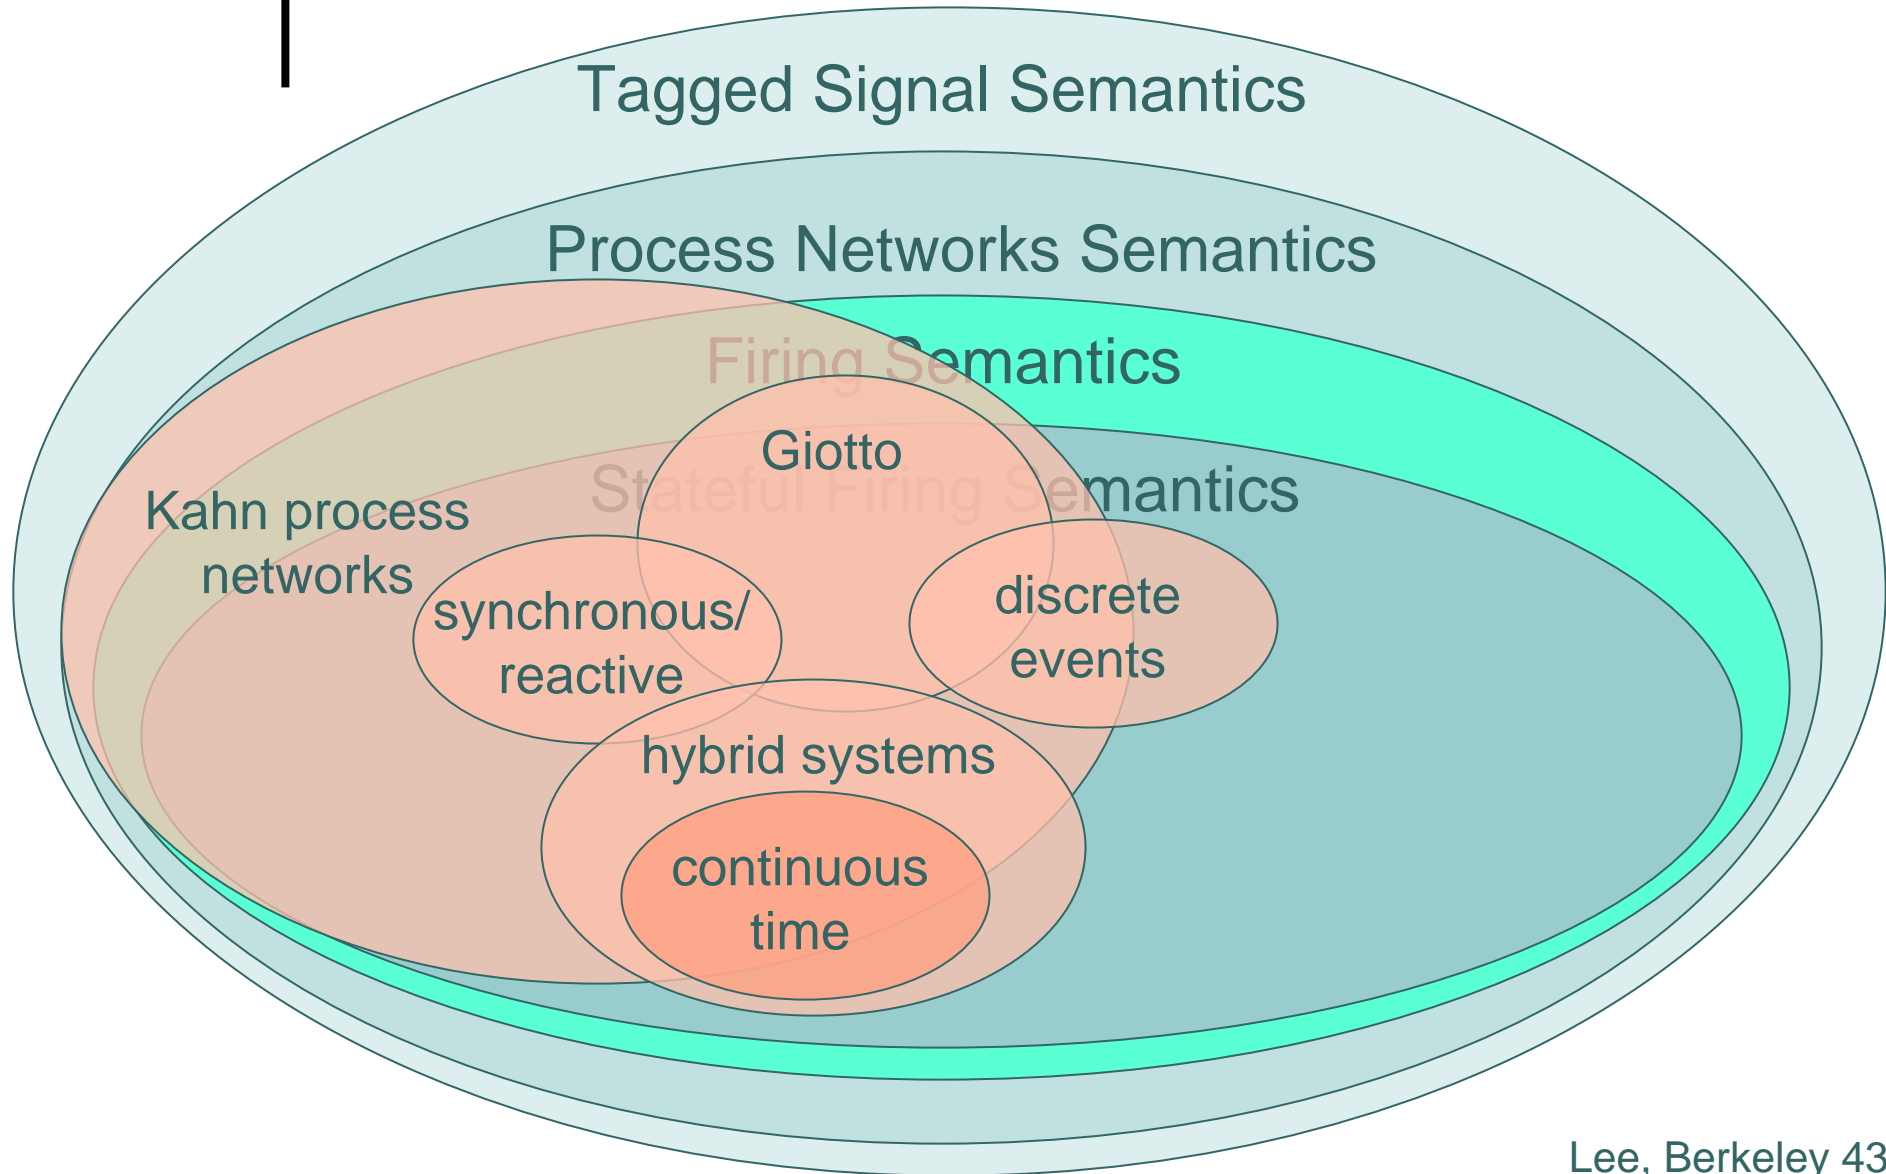 Tagged Signal Semantics
Process Networks Semantics
Firing Semantics
Giotto
Stateful Firing Semantics
Kahn process
networks
synchronous/
reactive
discrete
events
hybrid systems
continuous
time
Lee, Berkeley 43